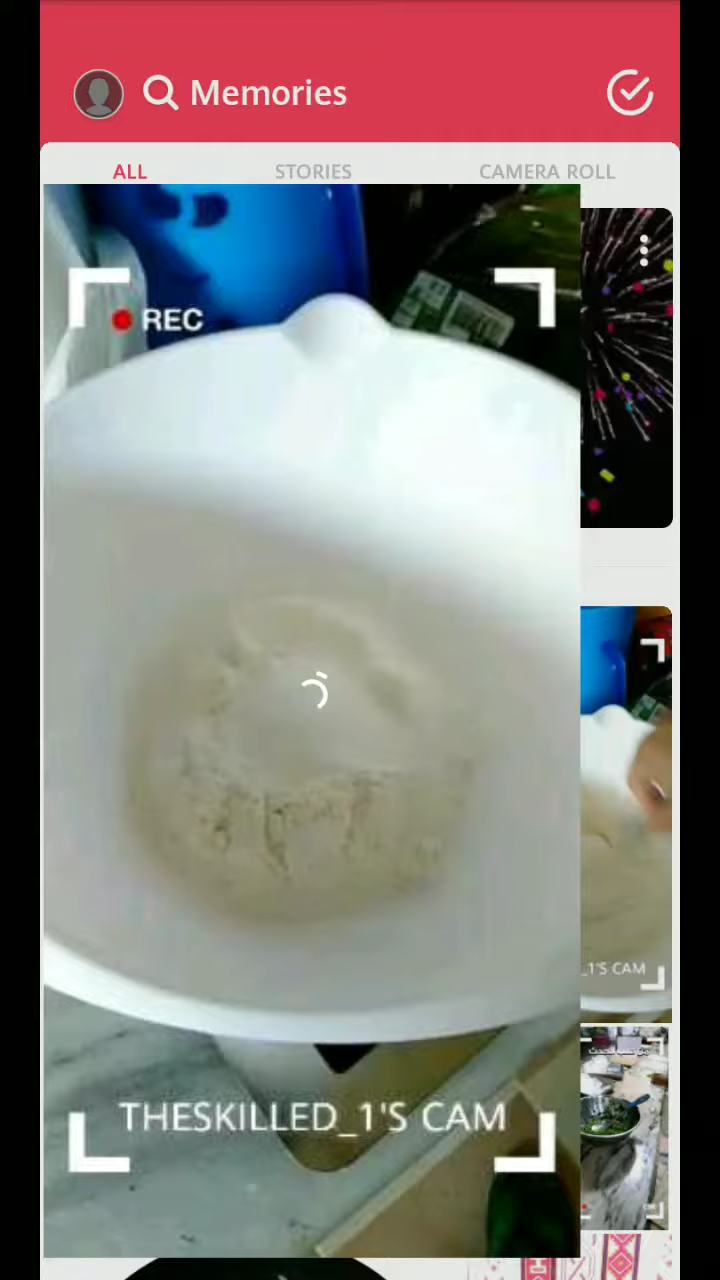 Memories
ALL
STORIES
CAMERA ROLL
REC
_1'S CAM
THESKILLED_1'S CAM